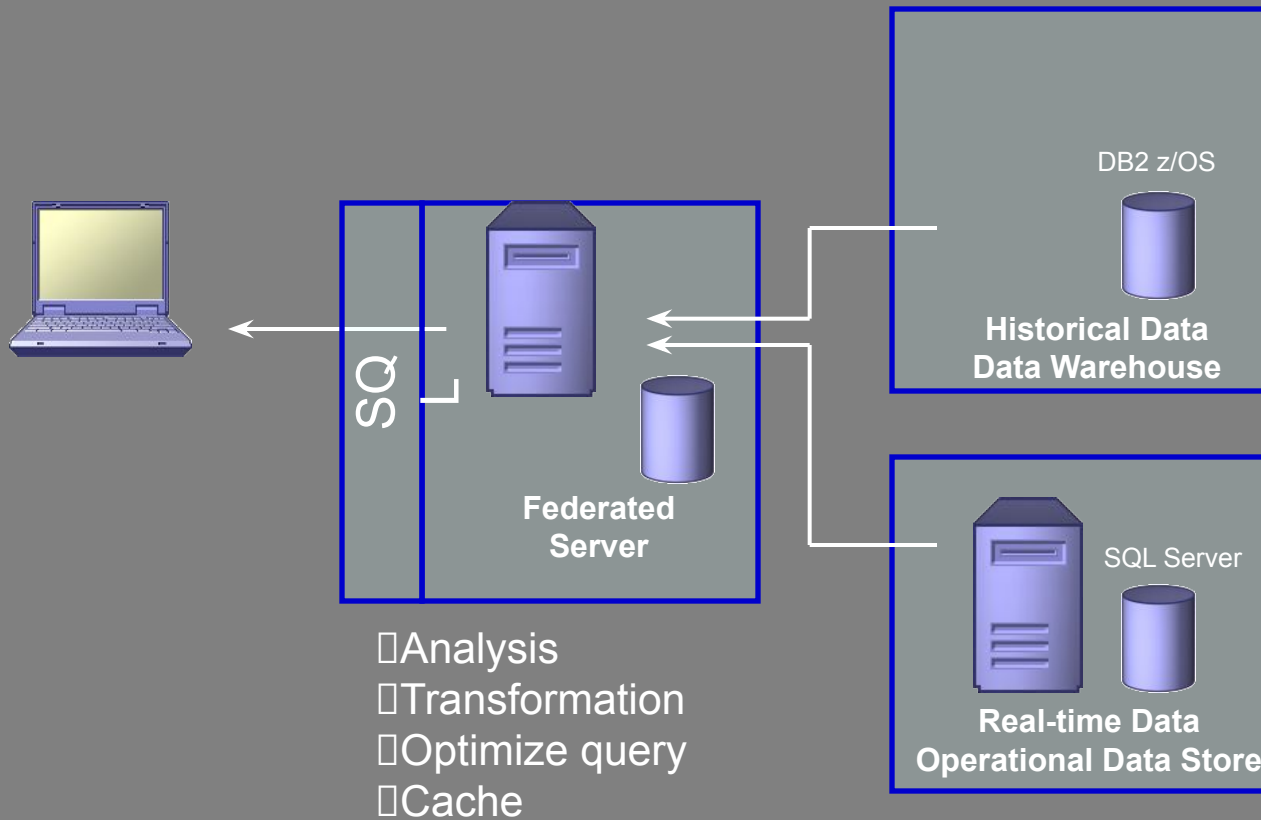 SQL
Federated
Server
Analysis
Transformation
Optimize query
Cache
DB2 z/OS
Historical Data
Data Warehouse
SQL Server
Real-time Data
Operational Data Store